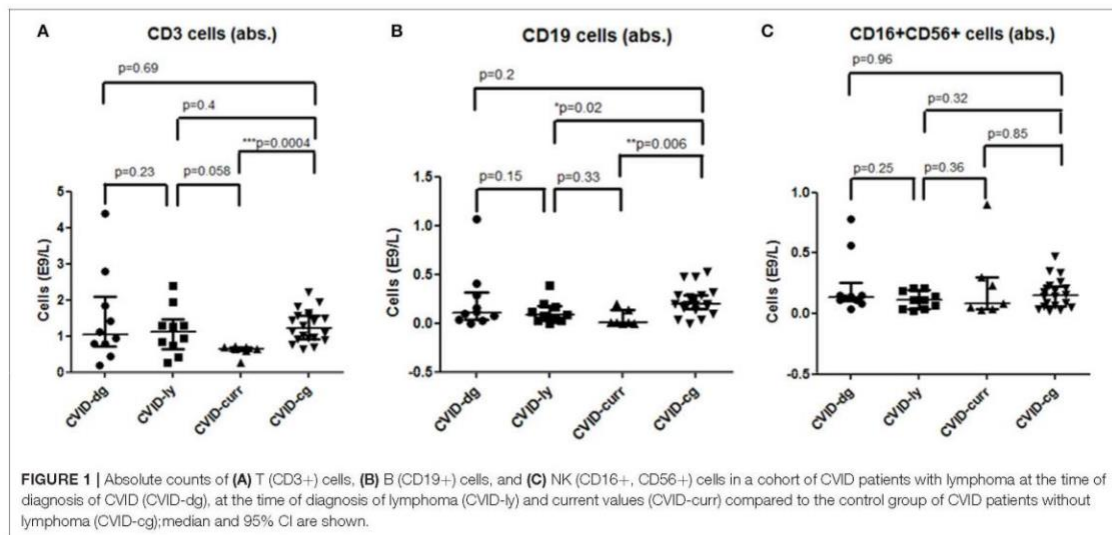 A
CD3 cells (abs.)
p=0.69
p=0.4
***p=0.0004
p=0.23
p=0.058
Cells (E9/L)
5
4
3
2
1
0
CVID-dg
CVID-ly
CVID-curr
CVID-cg
B
CD19 cells (abs.)
p=0.2
*p=0.02
**p=0.006
p=0.15
p=0.33
Cells (E9/L)
1.5
1.0
0.5
0.0
-0.5
CVID-dg
CVID-ly
CVID-curr
CVID-cg
C
CD16+CD56+ cells (abs.)
p=0.96
p=0.32
p=0.85
p=0.25
p=0.36
Cells (E9/L)
1.0
0.5
0.0
-0.5
CVID-dg
CVID-ly
CVID-curr
CVID-cg
FIGURE 1 | Absolute counts of (A) T (CD3+) cells, (B) B (CD19+) cells, and (C) NK (CD16+, CD56+) cells in a cohort of CVID patients with lymphoma at the time of
diagnosis of CVID (CVID-dg), at the time of diagnosis of lymphoma (CVID-ly) and current values (CVID-curr) compared to the control group of CVID patients without
lymphoma (CVID-cg);median and 95% CI are shown.